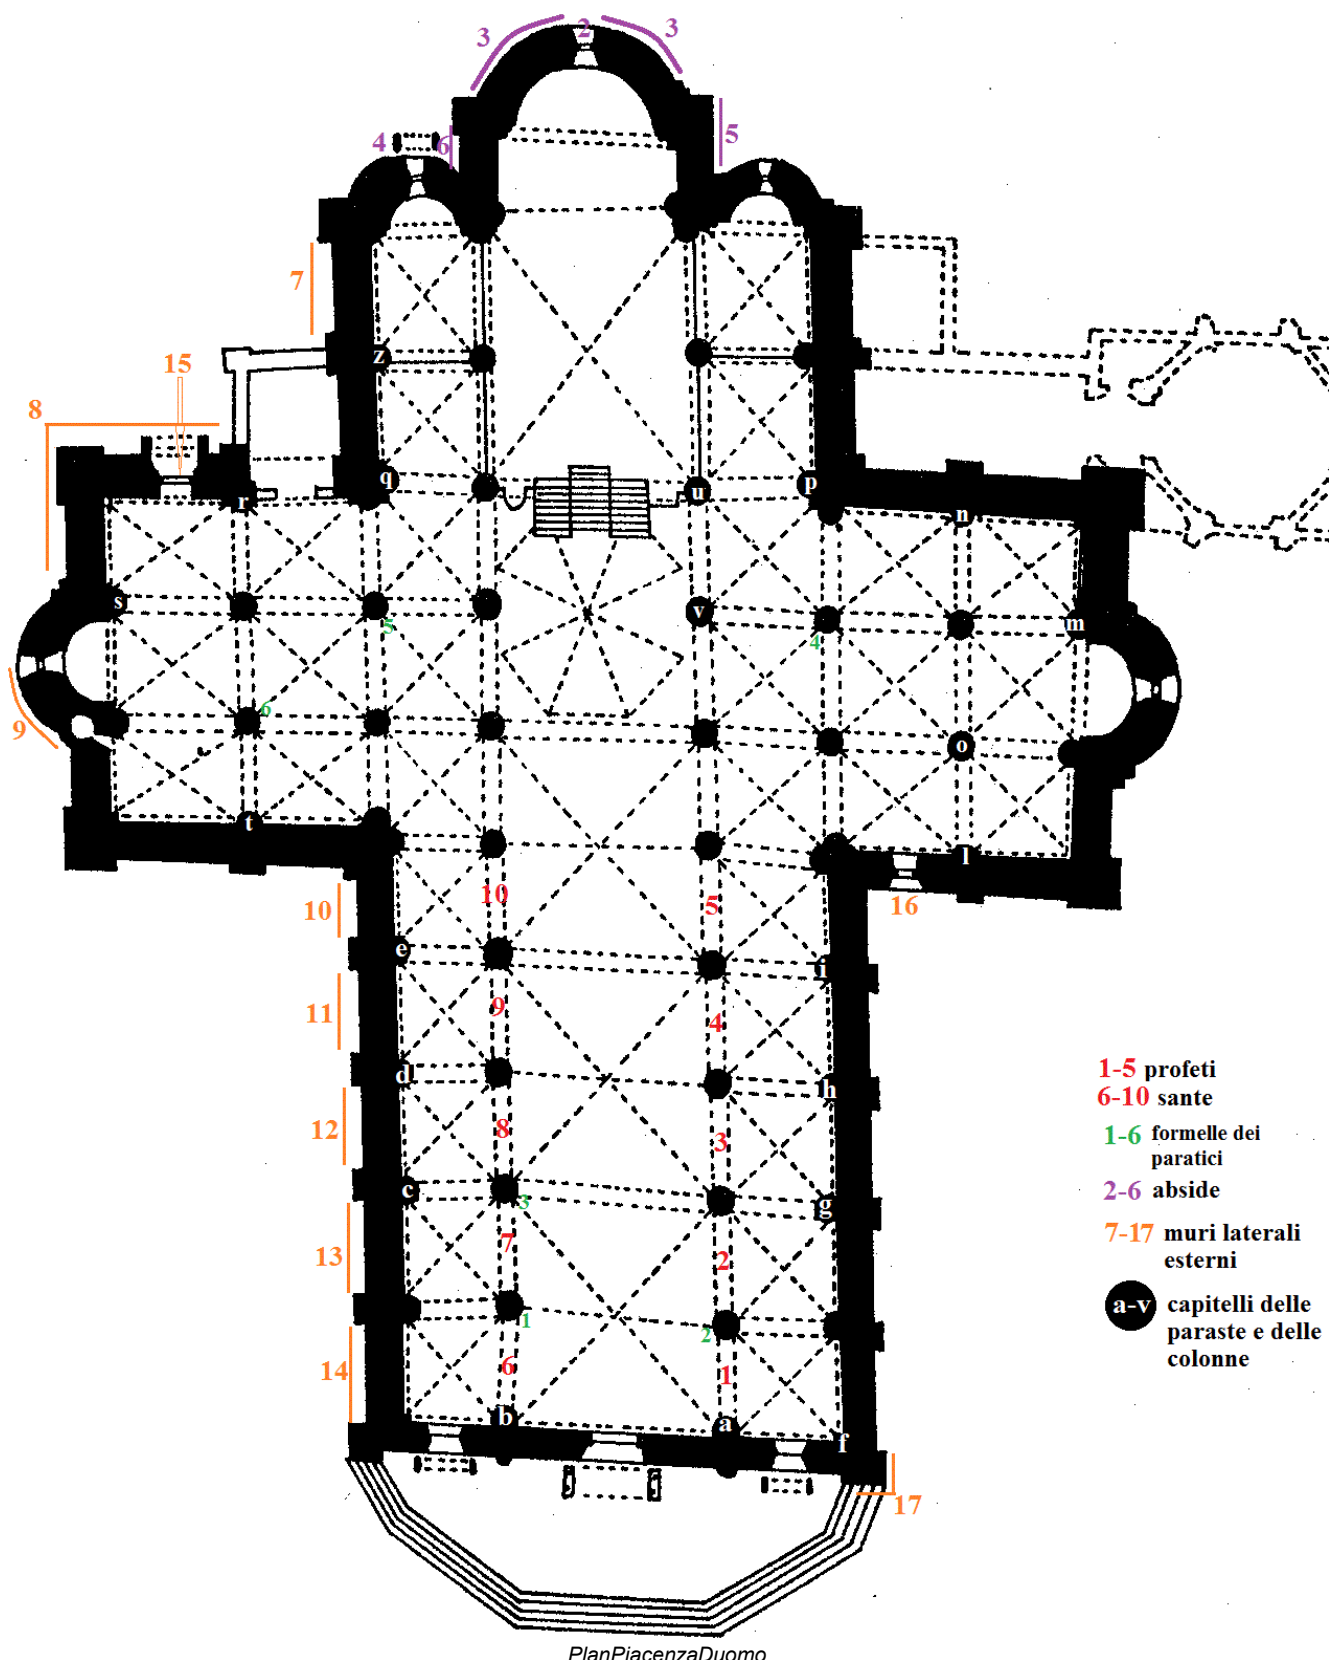 3 2 3
4 6 5
7
z
15
8
q u p
r n
s v m
5 4
6
9 o
t
l
10 10 5 16
e i
11 9 4
d h
12 8 3
c 3 g
13 7 2
1 2
14 6 1
b a f
17
1-5 profeti
6-10 sante
1-6 formelle dei
paratici
2-6 abside
7-17 muri laterali
esterni
a-v capitelli delle
paraste e delle
colonne
PlanPiacenzaDuomo